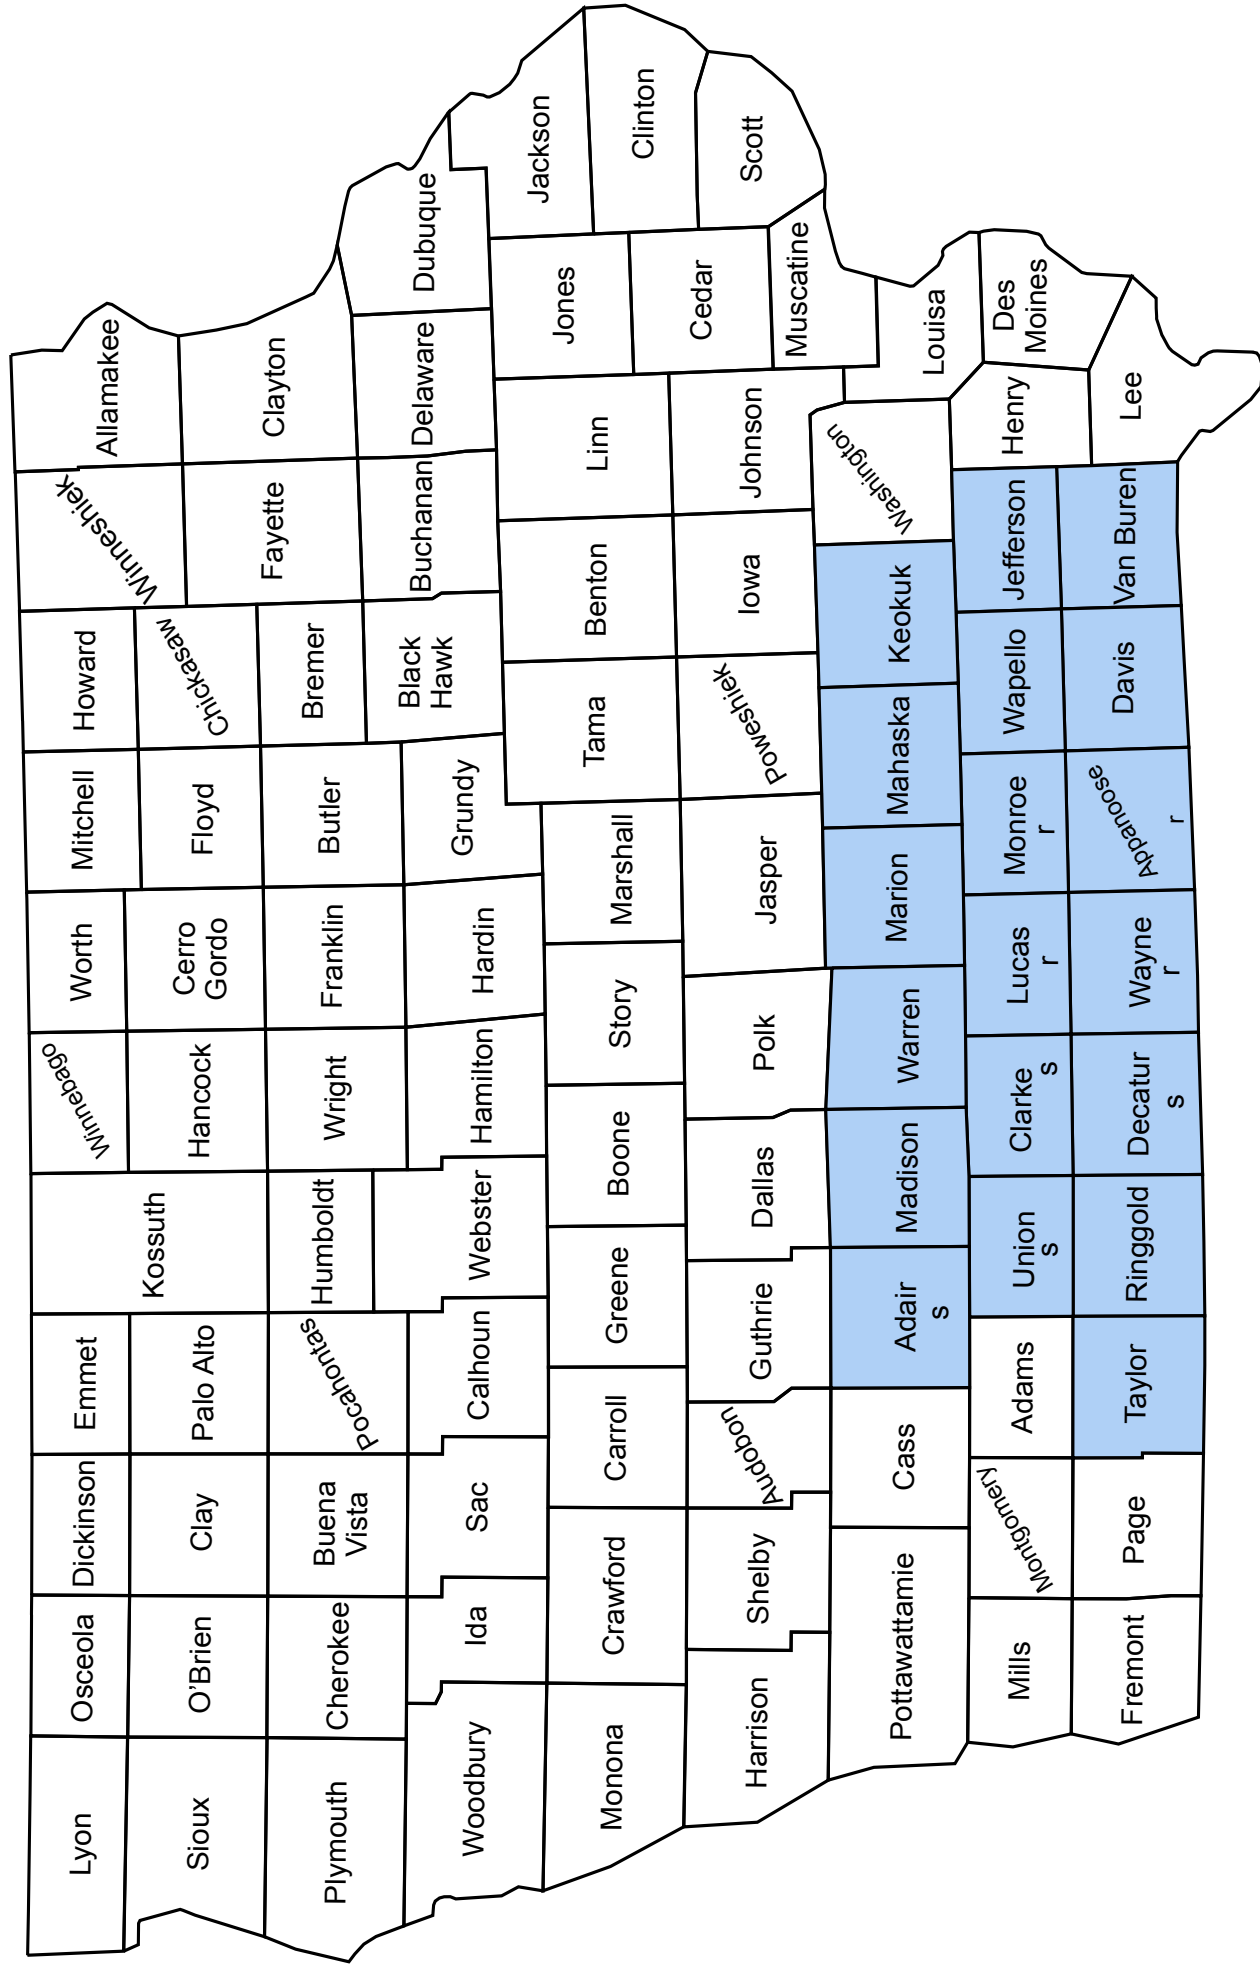 Lyon
Osceola
Dickinson
Emmet
Kossuth
Winnebago
Worth
Mitchell
Howard
Winneshiek
Allamakee
Sioux
O'Brien
Clay
Palo Alto
Hancock
Cerro
Gordo
Floyd
Chickasaw
Fayette
Clayton
Plymouth
Cherokee
Buena
Vista
Pocahontas
Humboldt
Wright
Franklin
Butler
Bremer
Black
Hawk
Buchanan
Delaware
Dubuque
Woodbury
Ida
Sac
Calhoun
Webster
Hamilton
Hardin
Grundy
Monona
Crawford
Carroll
Greene
Boone
Story
Marshall
Tama
Benton
Linn
Jones
Jackson
Clinton
Harrison
Shelby
Audobon
Guthrie
Dallas
Polk
Jasper
Poweshiek
Iowa
Johnson
Cedar
Scott
Muscatine
Pottawattamie
Cass
Adair
s
Madison
Warren
Marion
Mahaska
Keokuk
Washington
Louisa
Mills
Montgomery
Adams
Union
s
Clarke
s
Lucas
r
Monroe
r
Wapello
Jefferson
Henry
Des
Moines
Fremont
Page
Taylor
Ringgold
Decatur
s
Wayne
r
Appanoose
r
Davis
Van Buren
Lee